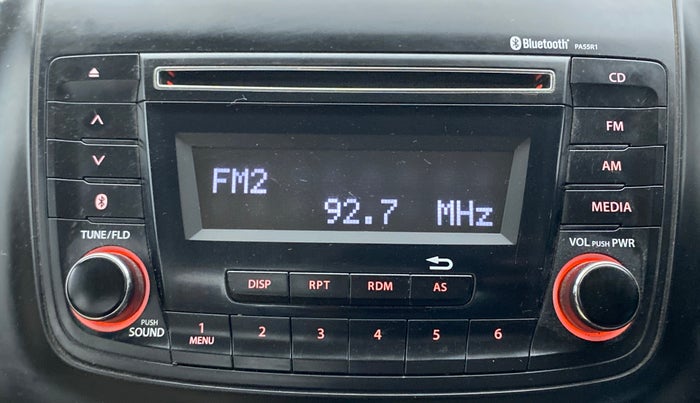 Bluetooth® PA55R1
CD
FM
AM
MEDIA
FM2
92.7 MHz
TUNE/FLD
VOL PUSH PWR
DISP RPT RDM AS
PUSH
SOUND
1 2 3 4 5 6
MENU